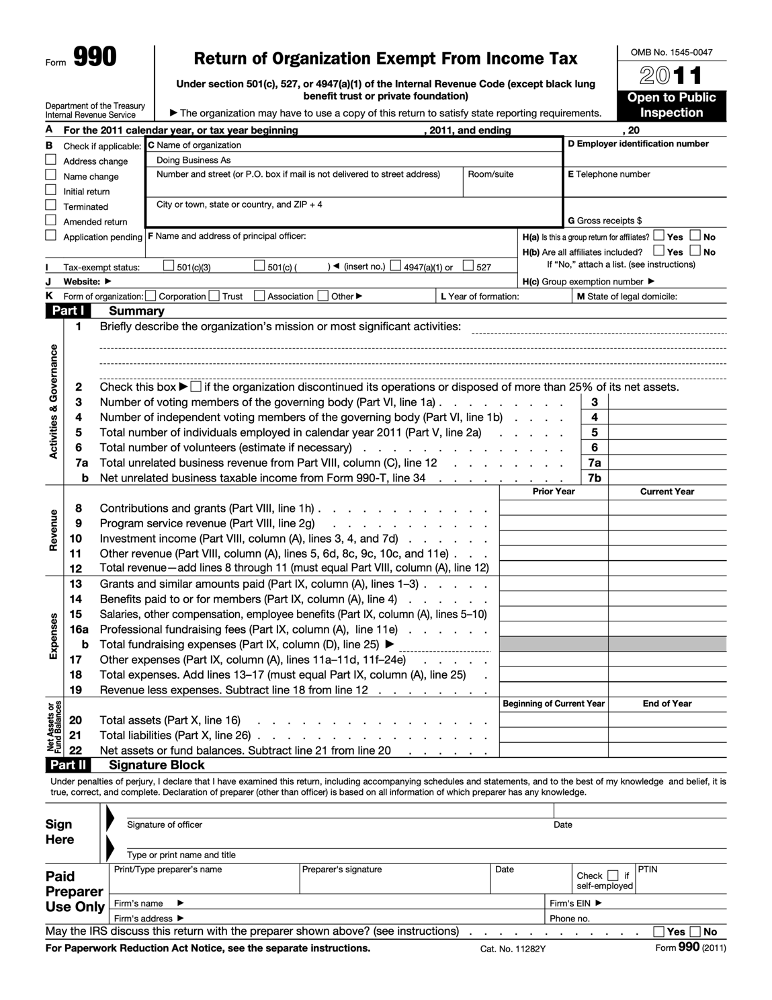 Form 990
Department of the Treasury
Internal Revenue Service
Return of Organization Exempt From Income Tax
Under section 501(c), 527, or 4947(a)(1) of the Internal Revenue Code (except black lung
benefit trust or private foundation)
▶ The organization may have to use a copy of this return to satisfy state reporting requirements.
OMB No. 1545-0047
2011
Open to Public
Inspection
A For the 2011 calendar year, or tax year beginning , 2011, and ending , 20
B Check if applicable:
Address change
Name change
Initial return
Terminated
Amended return
Application pending
C Name of organization
Doing Business As
Number and street (or P.O. box if mail is not delivered to street address) Room/suite
City or town, state or country, and ZIP + 4
D Employer identification number
E Telephone number
G Gross receipts $
F Name and address of principal officer:
H(a) Is this a group return for affiliates? Yes No
H(b) Are all affiliates included? Yes No
If “No,” attach a list. (see instructions)
I Tax-exempt status: 501(c)(3) 501(c) ( ) ◀ (insert no.) 4947(a)(1) or 527
J Website: ▶
H(c) Group exemption number ▶
K Form of organization: Corporation Trust Association Other ▶
L Year of formation:
M State of legal domicile:
Part I Summary
Activities & Governance
1 Briefly describe the organization’s mission or most significant activities:
2 Check this box ▶ if the organization discontinued its operations or disposed of more than 25% of its net assets.
3 Number of voting members of the governing body (Part VI, line 1a) . . . . . . . . . 3
4 Number of independent voting members of the governing body (Part VI, line 1b) . . . . 4
5 Total number of individuals employed in calendar year 2011 (Part V, line 2a) . . . . . 5
6 Total number of volunteers (estimate if necessary) . . . . . . . . . . . . . . 6
7a Total unrelated business revenue from Part VIII, column (C), line 12 . . . . . . . . 7a
b Net unrelated business taxable income from Form 990-T, line 34 . . . . . . . . . 7b
Prior Year Current Year
Revenue
8 Contributions and grants (Part VIII, line 1h) . . . . . . . . . . . .
9 Program service revenue (Part VIII, line 2g) . . . . . . . . . . .
10 Investment income (Part VIII, column (A), lines 3, 4, and 7d) . . . . . .
11 Other revenue (Part VIII, column (A), lines 5, 6d, 8c, 9c, 10c, and 11e) . . .
12 Total revenue—add lines 8 through 11 (must equal Part VIII, column (A), line 12)
Expenses
13 Grants and similar amounts paid (Part IX, column (A), lines 1–3) . . . . .
14 Benefits paid to or for members (Part IX, column (A), line 4) . . . . . .
15 Salaries, other compensation, employee benefits (Part IX, column (A), lines 5–10)
16a Professional fundraising fees (Part IX, column (A), line 11e) . . . . . .
b Total fundraising expenses (Part IX, column (D), line 25) ▶
17 Other expenses (Part IX, column (A), lines 11a–11d, 11f–24e) . . . . .
18 Total expenses. Add lines 13–17 (must equal Part IX, column (A), line 25) .
19 Revenue less expenses. Subtract line 18 from line 12 . . . . . . . .
Net Assets or
Fund Balances
Beginning of Current Year End of Year
20 Total assets (Part X, line 16) . . . . . . . . . . . . . . . .
21 Total liabilities (Part X, line 26) . . . . . . . . . . . . . . . .
22 Net assets or fund balances. Subtract line 21 from line 20 . . . . . .
Part II Signature Block
Under penalties of perjury, I declare that I have examined this return, including accompanying schedules and statements, and to the best of my knowledge and belief, it is
true, correct, and complete. Declaration of preparer (other than officer) is based on all information of which preparer has any knowledge.
Sign
Here
Signature of officer Date
Type or print name and title
Paid
Preparer
Use Only
Print/Type preparer’s name Preparer’s signature Date
Check if
self-employed
PTIN
Firm’s name ▶ Firm's EIN ▶
Firm's address ▶ Phone no.
May the IRS discuss this return with the preparer shown above? (see instructions) . . . . . . . . . . . . Yes No
For Paperwork Reduction Act Notice, see the separate instructions. Cat. No. 11282Y Form 990 (2011)